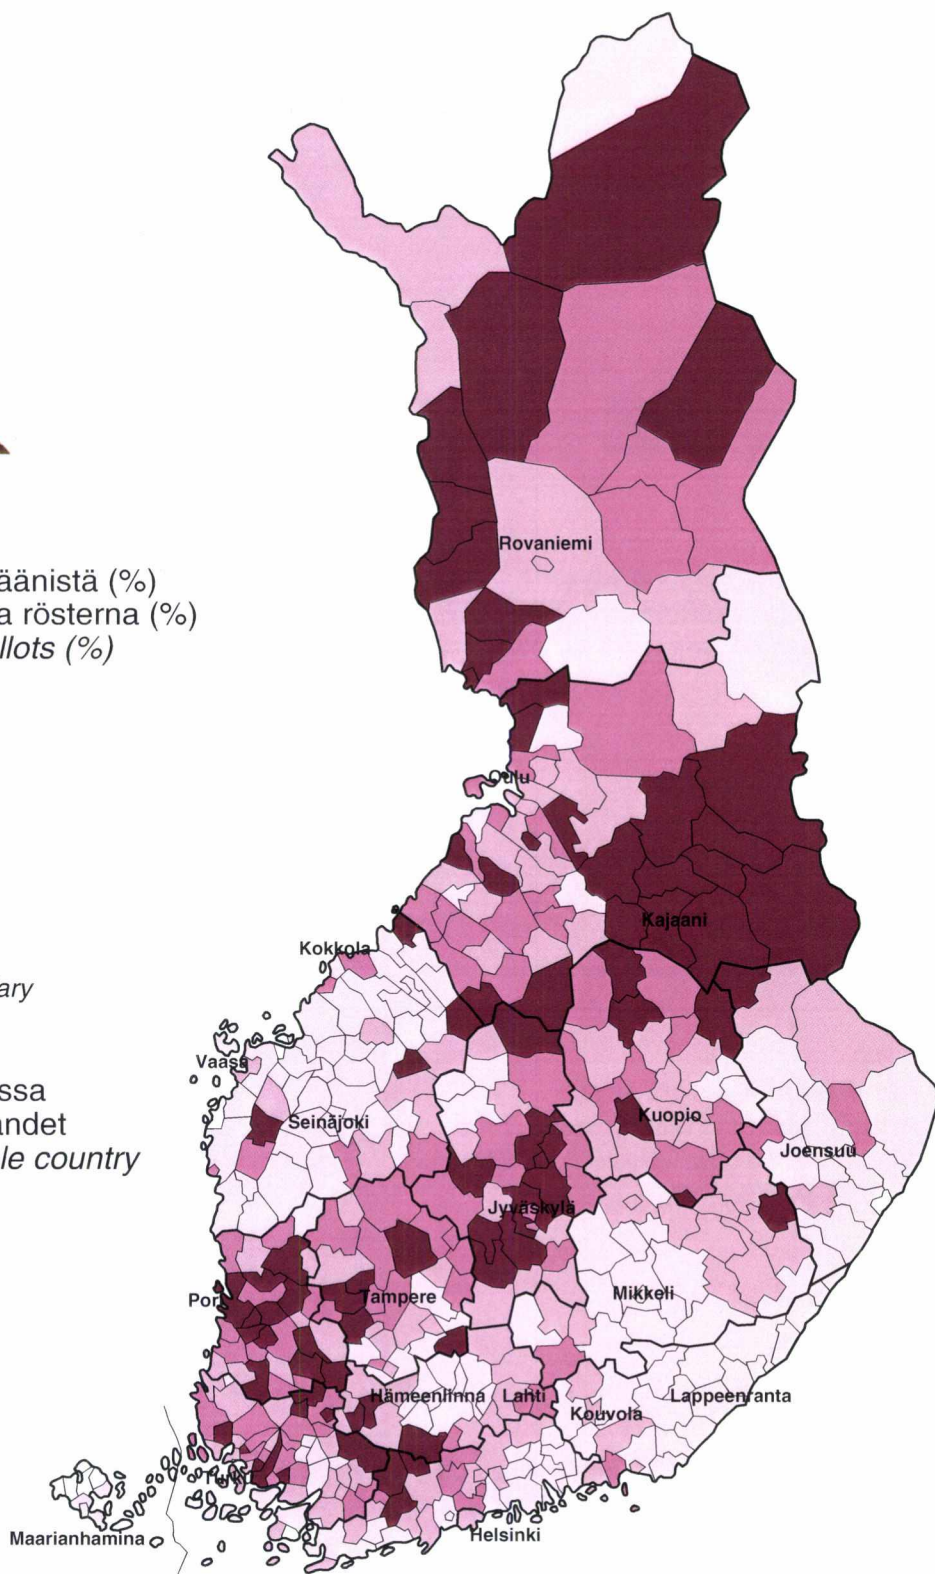 äänistä (%)
a rösterna (%)
llots (%)
ary
ssa
andet
le country
Rovaniemi
Oulu
Kajaani
Kokkola
Vaasa
Seinäjoki
Kuopio
Joensuu
Jyväskylä
Pori
Tampere
Mikkeli
Hämeenlinna
Lahti
Kouvola
Lappeenranta
Turku
Maarianhamina
Helsinki